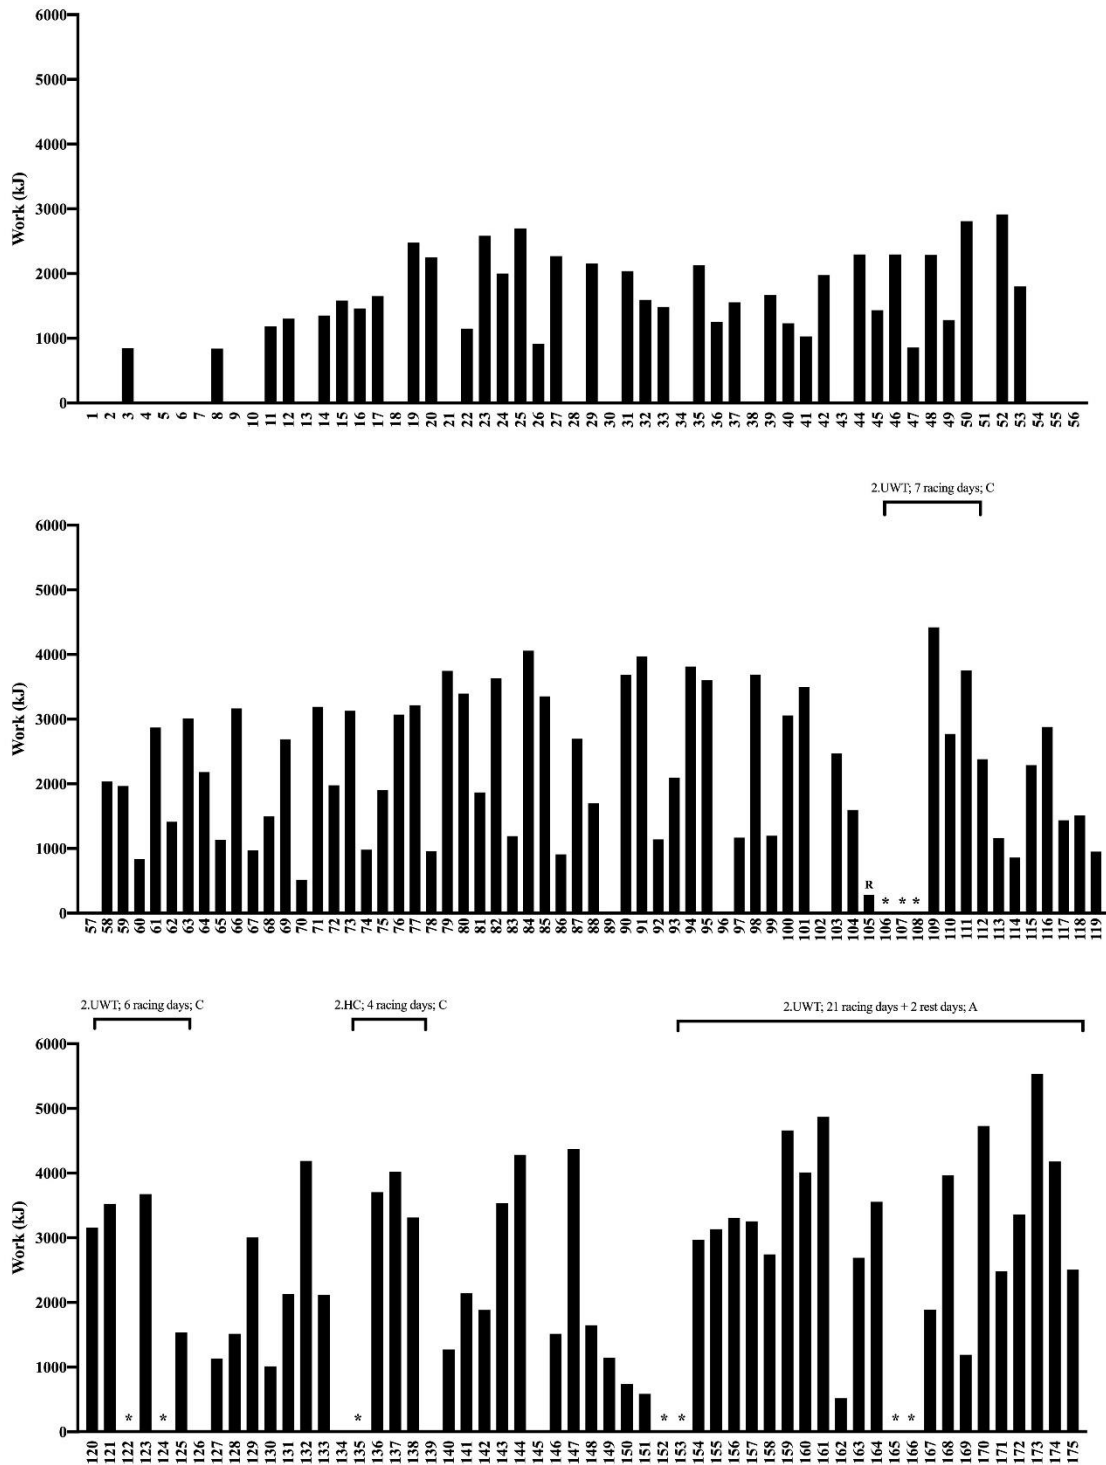 6000
5000
4000
3000
2000
1000
0
Work (kJ)
1 2 3 4 5 6 7 8 9 10 11 12 13 14 15 16 17 18 19 20 21 22 23 24 25 26 27 28 29 30 31 32 33 34 35 36 37 38 39 40 41 42 43 44 45 46 47 48 49 50 51 52 53 54 55 56
2.UWT; 7 racing days; C
6000
5000
4000
3000
2000
1000
0
Work (kJ)
R
* * *
57 58 59 60 61 62 63 64 65 66 67 68 69 70 71 72 73 74 75 76 77 78 79 80 81 82 83 84 85 86 87 88 89 90 91 92 93 94 95 96 97 98 99 100 101 102 103 104 105 106 107 108 109 110 111 112 113 114 115 116 117 118 119
2.UWT; 6 racing days; C 2.HC; 4 racing days; C 2.UWT; 21 racing days + 2 rest days; A
6000
5000
4000
3000
2000
1000
0
Work (kJ)
* * * * * * *
120 121 122 123 124 125 126 127 128 129 130 131 132 133 134 135 136 137 138 139 140 141 142 143 144 145 146 147 148 149 150 151 152 153 154 155 156 157 158 159 160 161 162 163 164 165 166 167 168 169 170 171 172 173 174 175